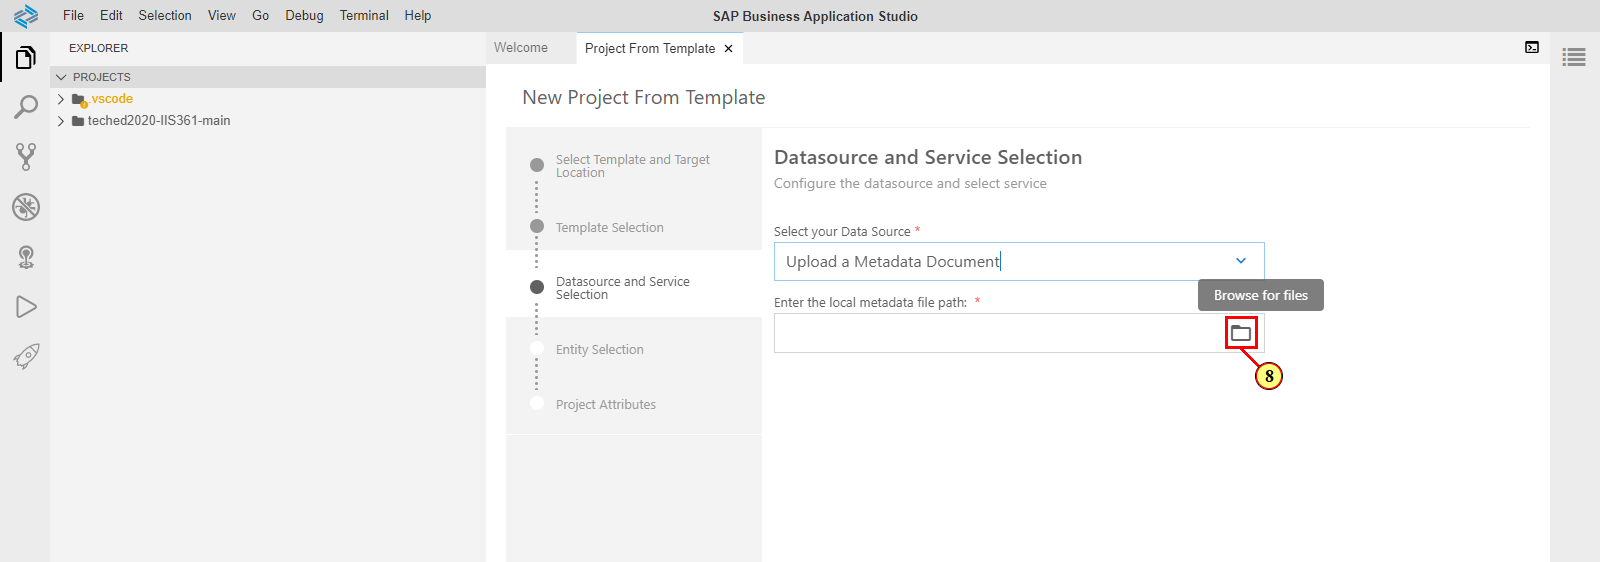 File Edit Selection View Go Debug Terminal Help
SAP Business Application Studio
EXPLORER
PROJECTS
.vscode
teched2020-IIS361-main
Welcome
Project From Template
New Project From Template
Select Template and Target
Location
Template Selection
Datasource and Service
Selection
Entity Selection
Project Attributes
Datasource and Service Selection
Configure the datasource and select service
Select your Data Source *
Upload a Metadata Document
Browse for files
Enter the local metadata file path: *
8